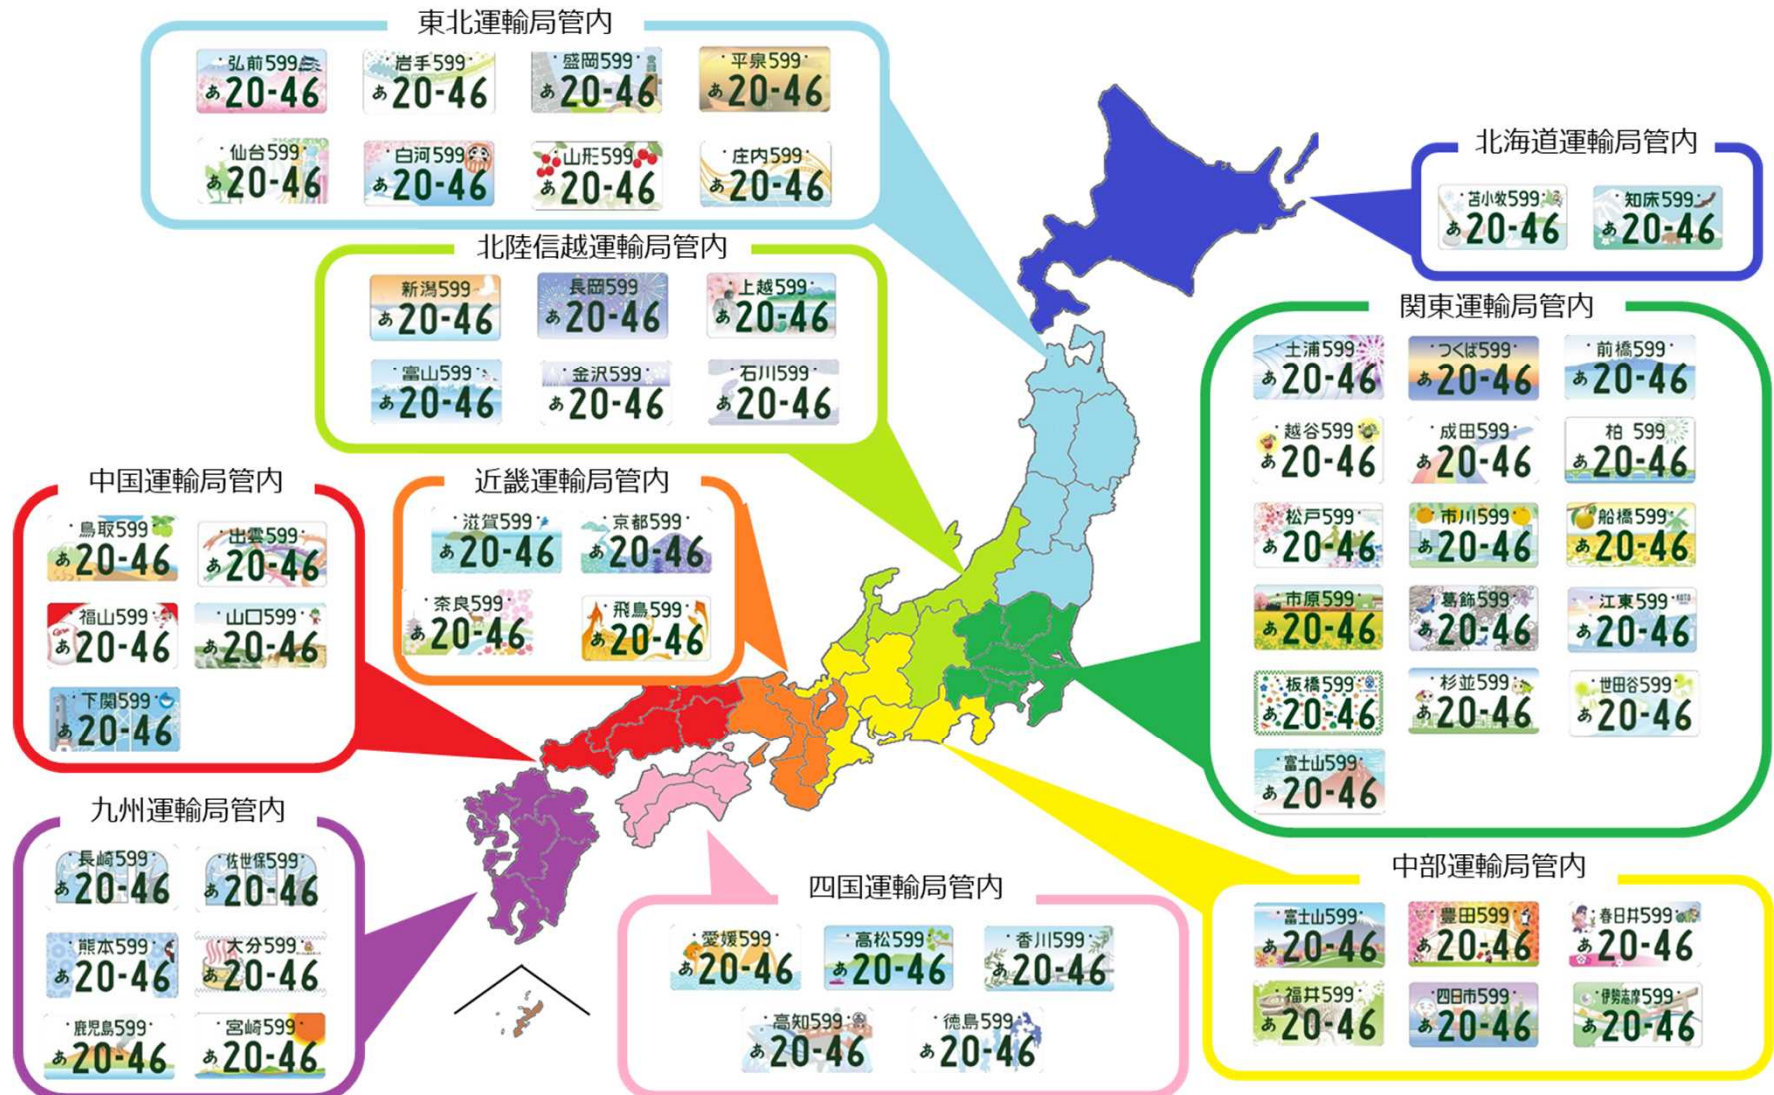 東北運輸局管内
弘前599
あ20-46
岩手599
あ20-46
盛岡599
あ20-46
平泉599
あ20-46
仙台599
あ20-46
白河599
あ20-46
山形599
あ20-46
庄内599
あ20-46
北海道運輸局管内
苫小牧599
あ20-46
知床599
あ20-46
北陸信越運輸局管内
新潟599
あ20-46
長岡599
あ20-46
上越599
あ20-46
富山599
あ20-46
金沢599
あ20-46
石川599
あ20-46
関東運輸局管内
土浦599
あ20-46
つくば599
あ20-46
前橋599
あ20-46
越谷599
あ20-46
成田599
あ20-46
柏 599
あ20-46
松戸599
あ20-46
市川599
あ20-46
船橋599
あ20-46
市原599
あ20-46
葛飾599
あ20-46
江東599
KOTO
あ20-46
板橋599
あ20-46
杉並599
あ20-46
世田谷599
あ20-46
富士山599
あ20-46
中国運輸局管内
鳥取599
あ20-46
出雲599
あ20-46
福山599
あ20-46
山口599
あ20-46
下関599
あ20-46
近畿運輸局管内
滋賀599
あ20-46
京都599
あ20-46
奈良599
あ20-46
飛鳥599
あ20-46
九州運輸局管内
長崎599
あ20-46
佐世保599
あ20-46
熊本599
あ20-46
大分599
あ20-46
鹿児島599
あ20-46
宮崎599
あ20-46
四国運輸局管内
愛媛599
あ20-46
高松599
あ20-46
香川599
あ20-46
高知599
あ20-46
徳島599
あ20-46
中部運輸局管内
富士山599
あ20-46
豊田599
あ20-46
春日井599
あ20-46
福井599
あ20-46
四日市599
あ20-46
伊勢志摩599
あ20-46